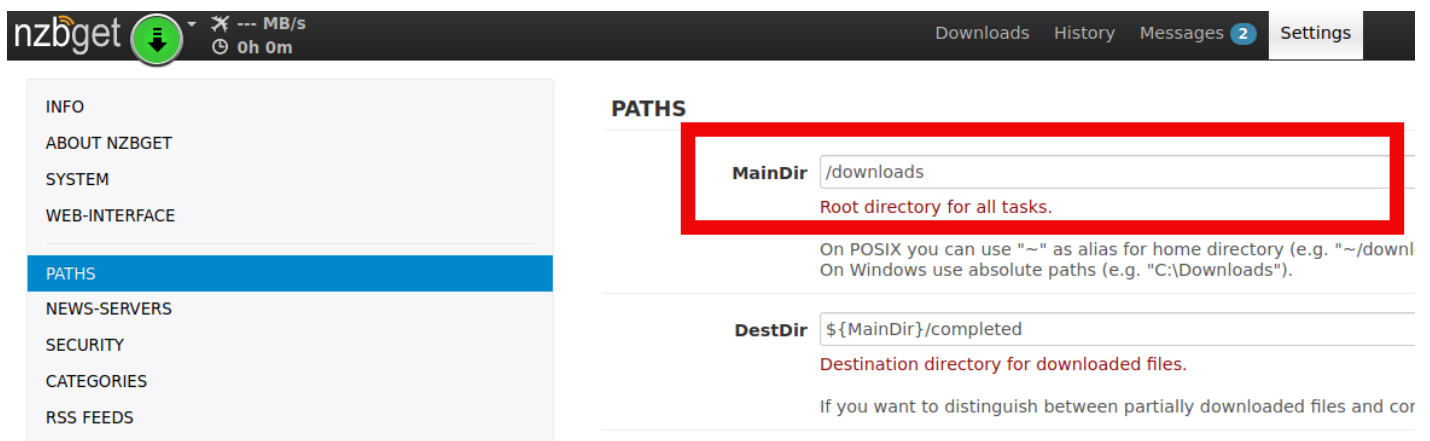 nzbget --- MB/s
0h 0m
Downloads History Messages 2 Settings
INFO
ABOUT NZBGET
SYSTEM
WEB-INTERFACE
PATHS
NEWS-SERVERS
SECURITY
CATEGORIES
RSS FEEDS
PATHS
MainDir /downloads
Root directory for all tasks.
On POSIX you can use "~" as alias for home directory (e.g. "~/downl
On Windows use absolute paths (e.g. "C:\Downloads").
DestDir ${MainDir}/completed
Destination directory for downloaded files.
If you want to distinguish between partially downloaded files and cor